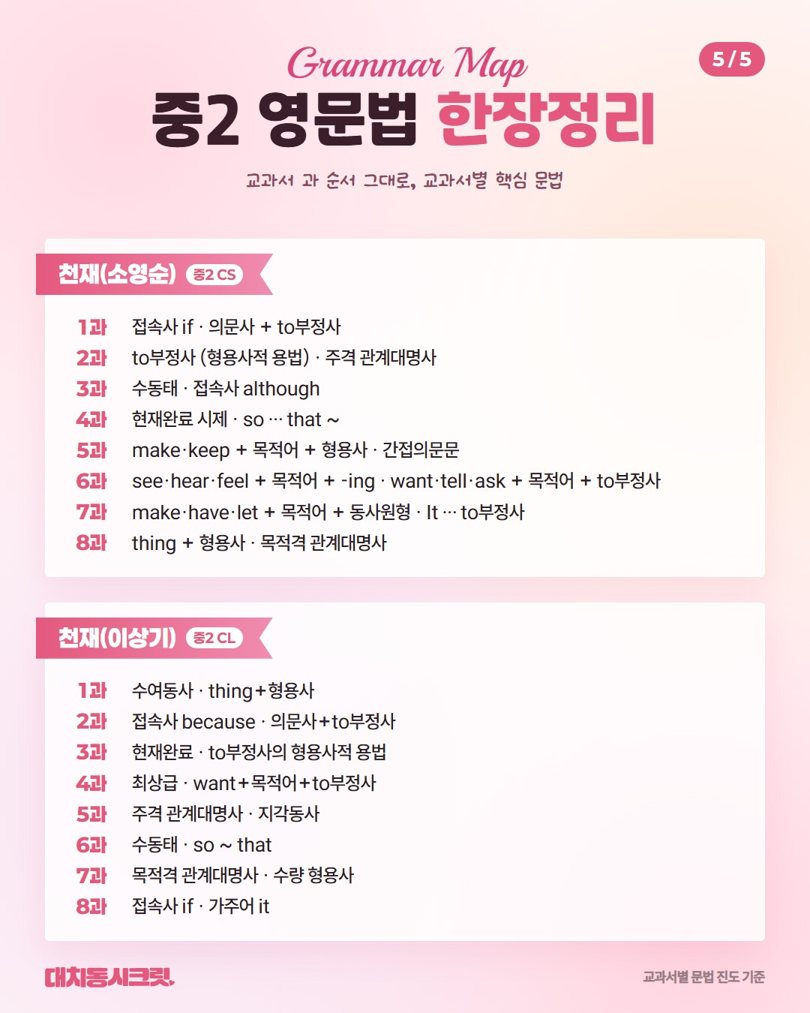 Grammar Map
5/5
중2 영문법 한장정리
교과서 과 순서 그대로, 교과서별 핵심 문법
천재(소영순) 중2 CS
1과 접속사 if · 의문사 + to부정사
2과 to부정사 (형용사적 용법) · 주격 관계대명사
3과 수동태 · 접속사 although
4과 현재완료 시제 · so ··· that ~
5과 make·keep + 목적어 + 형용사 · 간접의문문
6과 see·hear·feel + 목적어 + -ing · want·tell·ask + 목적어 + to부정사
7과 make·have·let + 목적어 + 동사원형 · It ··· to부정사
8과 thing + 형용사 · 목적격 관계대명사
천재(이상기) 중2 CL
1과 수여동사 · thing+형용사
2과 접속사 because · 의문사+to부정사
3과 현재완료 · to부정사의 형용사적 용법
4과 최상급 · want+목적어+to부정사
5과 주격 관계대명사 · 지각동사
6과 수동태 · so ~ that
7과 목적격 관계대명사 · 수량 형용사
8과 접속사 if · 가주어 it
대치동시크릿.
교과서별 문법 진도 기준